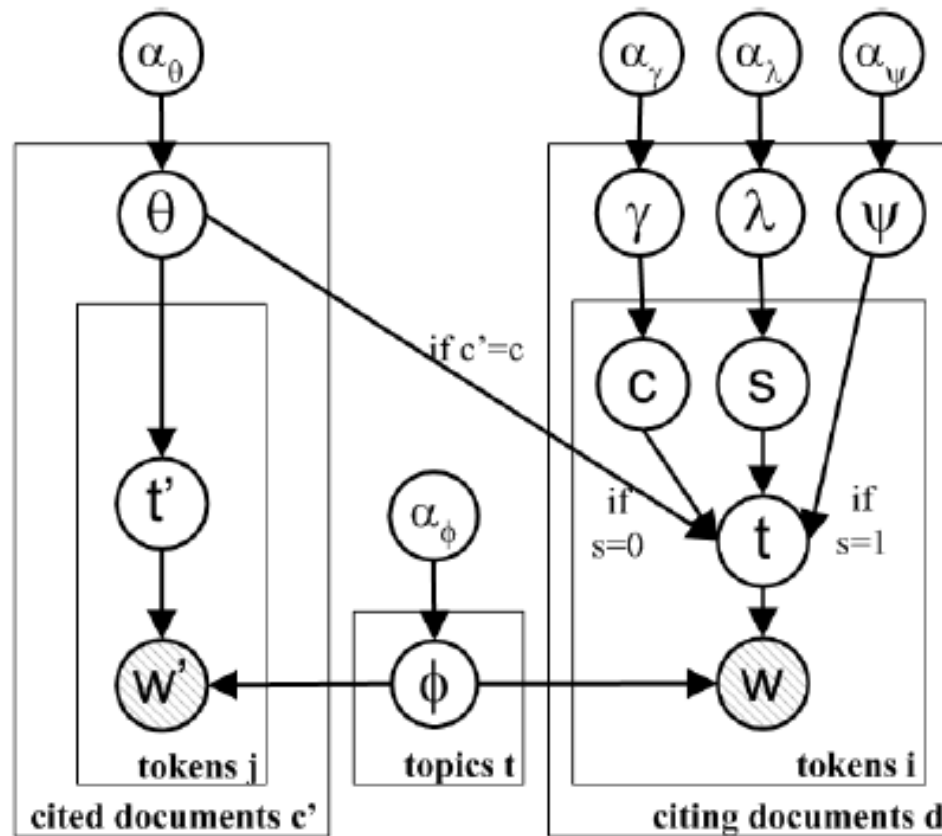 α_θ α_γ α_λ α_ψ
θ γ λ ψ
if c'=c
c s
t' α_ϕ if s=0 t if s=1
w' ϕ w
tokens j topics t tokens i
cited documents c' citing documents d